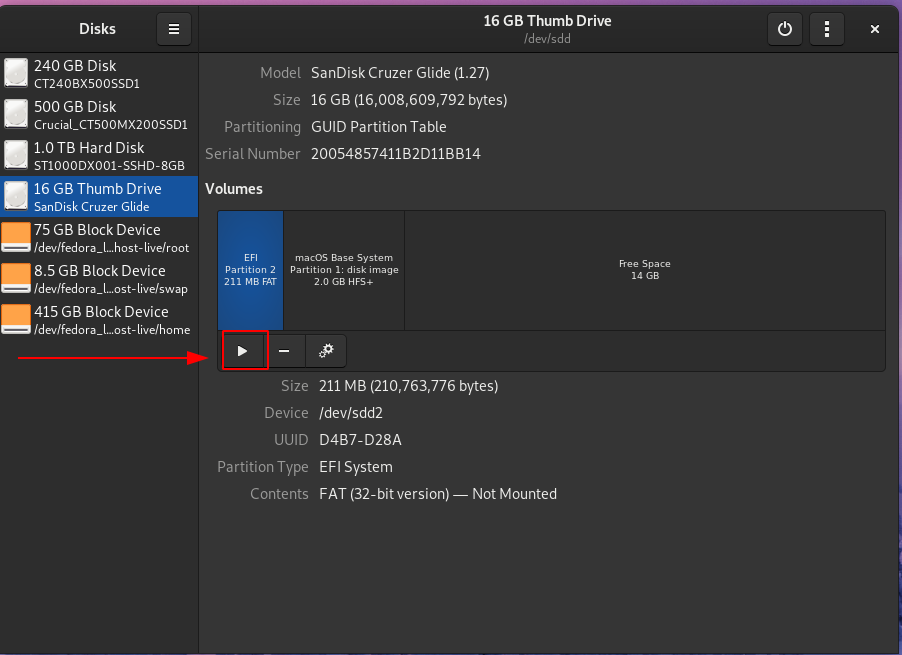 Disks
16 GB Thumb Drive
/dev/sdd
240 GB Disk
CT240BX500SSD1
500 GB Disk
Crucial_CT500MX200SSD1
1.0 TB Hard Disk
ST1000DX001-SSHD-8GB
16 GB Thumb Drive
SanDisk Cruzer Glide
75 GB Block Device
/dev/fedora_l…host-live/root
8.5 GB Block Device
/dev/fedora_l…ost-live/swap
415 GB Block Device
/dev/fedora_l…ost-live/home
Model SanDisk Cruzer Glide (1.27)
Size 16 GB (16,008,609,792 bytes)
Partitioning GUID Partition Table
Serial Number 20054857411B2D11BB14
Volumes
EFI
Partition 2
211 MB FAT
macOS Base System
Partition 1: disk image
2.0 GB HFS+
Free Space
14 GB
Size 211 MB (210,763,776 bytes)
Device /dev/sdd2
UUID D4B7-D28A
Partition Type EFI System
Contents FAT (32-bit version) — Not Mounted